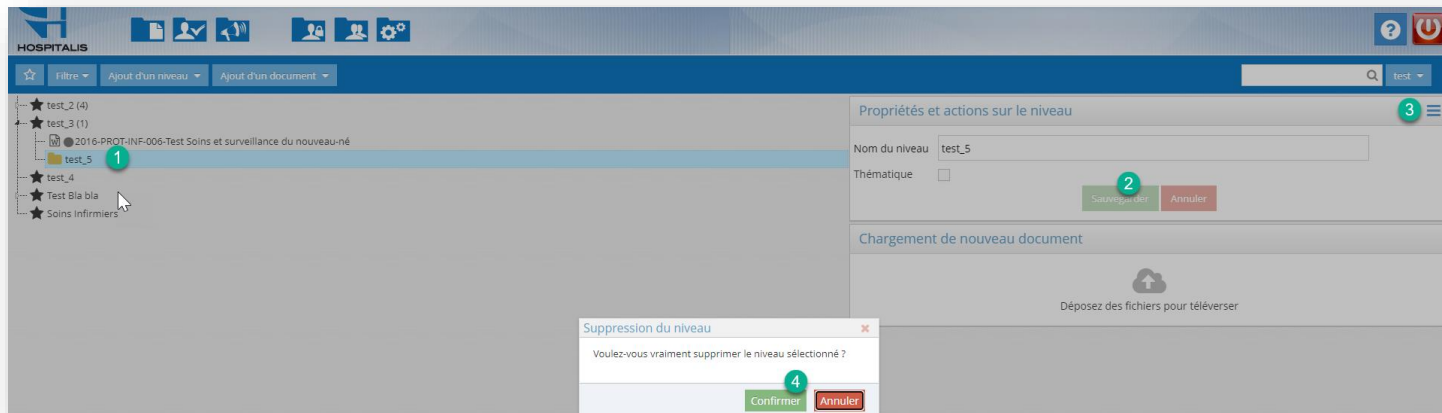 HOSPITALIS
Filtre Ajout d'un niveau Ajout d'un document test
test_2 (4)
test_3 (1)
2016-PROT-INF-006-Test Soins et surveillance du nouveau-né
test_5 1
test_4
Test Bla bla
Soins Infirmiers
Propriétés et actions sur le niveau 3
Nom du niveau test_5
Thématique
2
Sauvegarder Annuler
Chargement de nouveau document
Déposez des fichiers pour téléverser
Suppression du niveau
Voulez-vous vraiment supprimer le niveau sélectionné ?
4
Confirmer Annuler